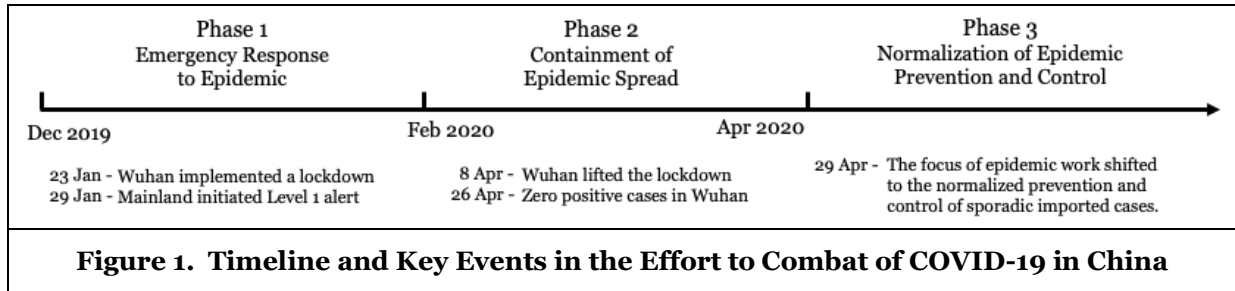 Phase 1
Emergency Response
to Epidemic
Phase 2
Containment of
Epidemic Spread
Phase 3
Normalization of Epidemic
Prevention and Control
Dec 2019
Feb 2020
Apr 2020
23 Jan - Wuhan implemented a lockdown
29 Jan - Mainland initiated Level 1 alert
8 Apr - Wuhan lifted the lockdown
26 Apr - Zero positive cases in Wuhan
29 Apr - The focus of epidemic work shifted
to the normalized prevention and
control of sporadic imported cases.
Figure 1. Timeline and Key Events in the Effort to Combat of COVID-19 in China